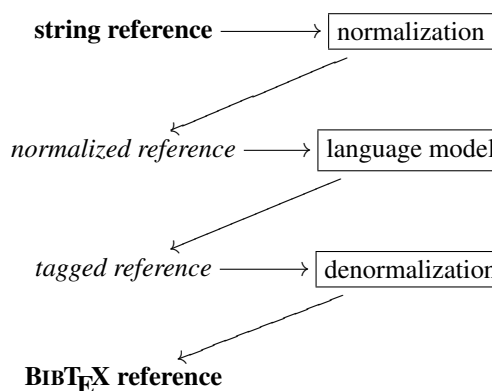 string reference normalization
normalized reference language model
tagged reference denormalization
BIBTEX reference